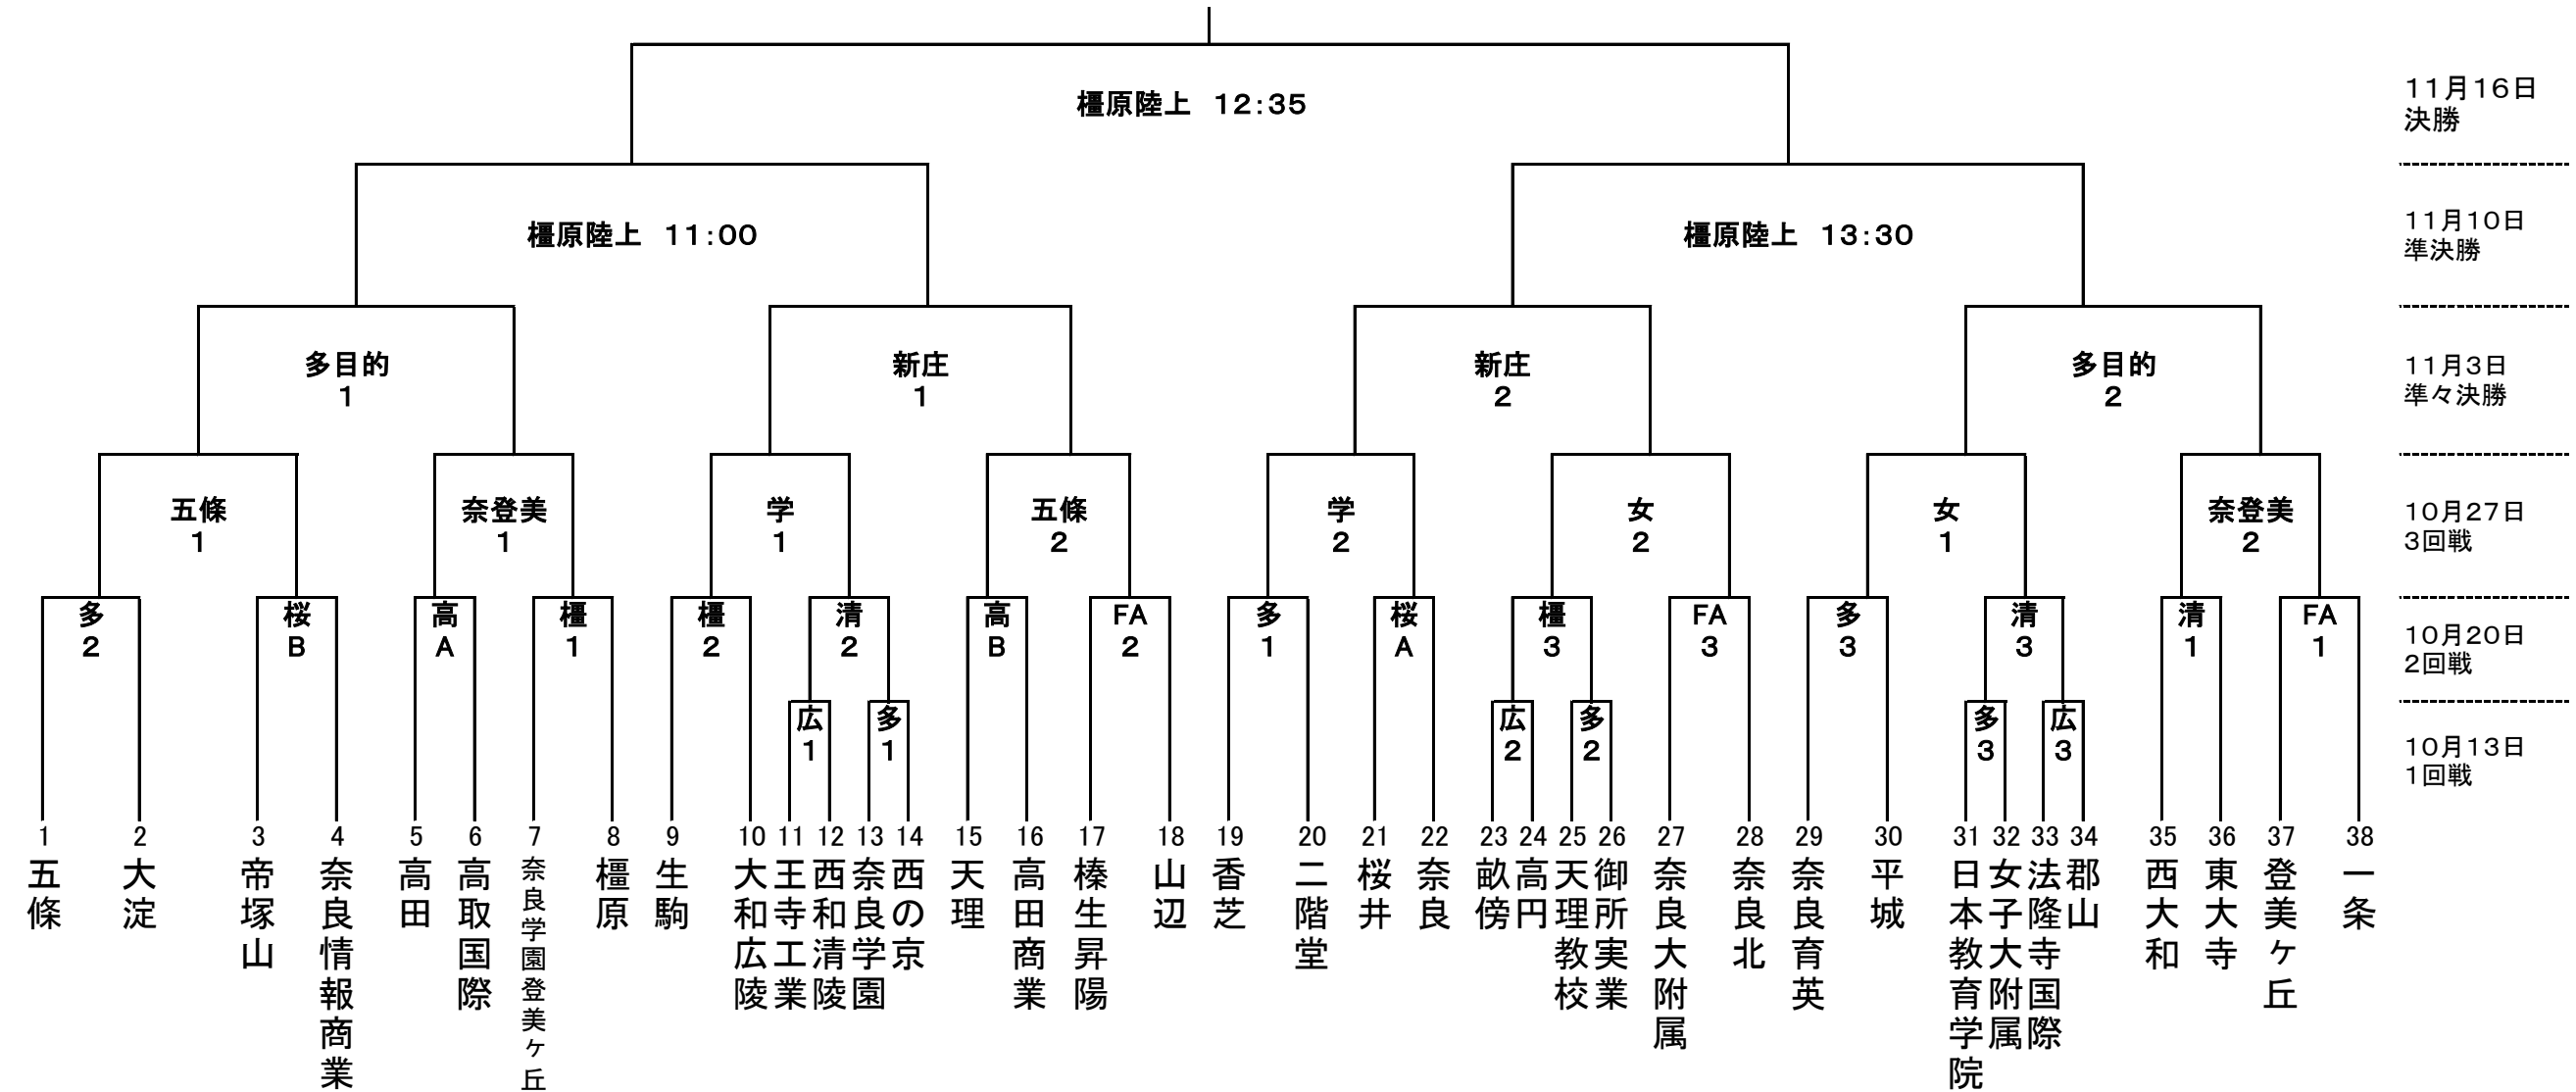 橿原陸上 12:35
11月16日
決勝
橿原陸上 11:00
橿原陸上 13:30
11月10日
準決勝
多目的
1
新庄
1
新庄
2
多目的
2
11月3日
準々決勝
五條
1
奈登美
1
学
1
五條
2
学
2
女
2
女
1
奈登美
2
10月27日
3回戦
多
2
桜
B
高
A
橿
1
橿
2
清
2
高
B
FA
2
多
1
桜
A
橿
3
FA
3
多
3
清
3
清
1
FA
1
10月20日
2回戦
広
1
多
1
広
2
多
2
多
3
広
3
10月13日
1回戦
1
五條
2
大淀
3
帝塚山
4
奈良情報商業
5
高田
6
高取国際
7
奈良学園登美ヶ丘
8
橿原
9
生駒
10
大和広陵
11
王寺工業
12
西和清陵
13
奈良学園
14
西の京
15
天理
16
高田商業
17
榛生昇陽
18
山辺
19
香芝
20
二階堂
21
桜井
22
奈良
23
畝傍
24
高円
25
天理教校
26
御所実業
27
奈良大附属
28
奈良北
29
奈良育英
30
平城
31
日本教育学院
32
女子大附属
33
法隆寺国際
34
郡山
35
西大和
36
東大寺
37
登美ヶ丘
38
一条